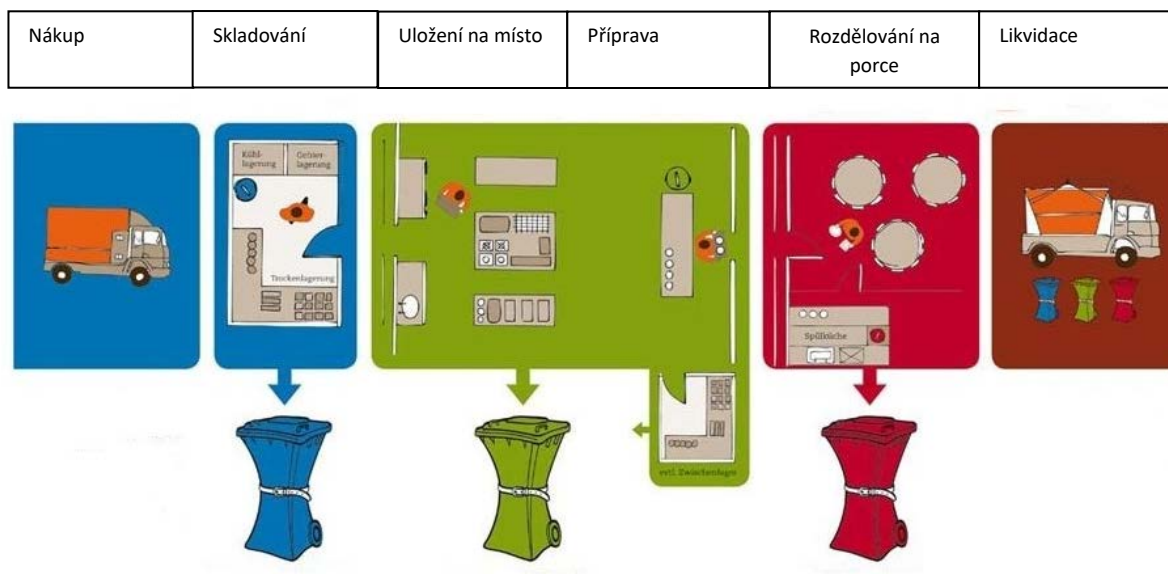 Nákup
Skladování
Uložení na místo
Příprava
Rozdělování na
porce
Likvidace
Kühl-
lagerung
Gefrier-
lagerung
Trockenlagerung
Spülküche
evtl. Zwischenlager